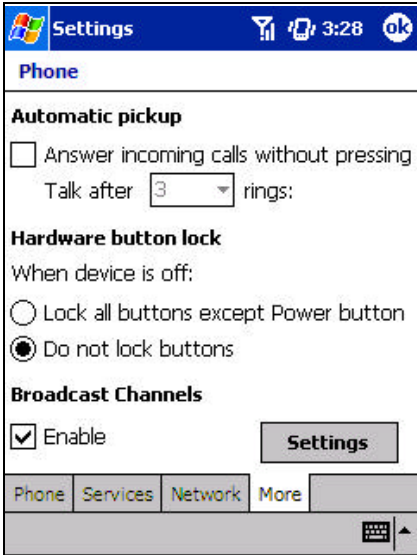 Settings 3:28 ok
Phone
Automatic pickup
Answer incoming calls without pressing
Talk after 3 rings:
Hardware button lock
When device is off:
Lock all buttons except Power button
Do not lock buttons
Broadcast Channels
Enable Settings
Phone Services Network More